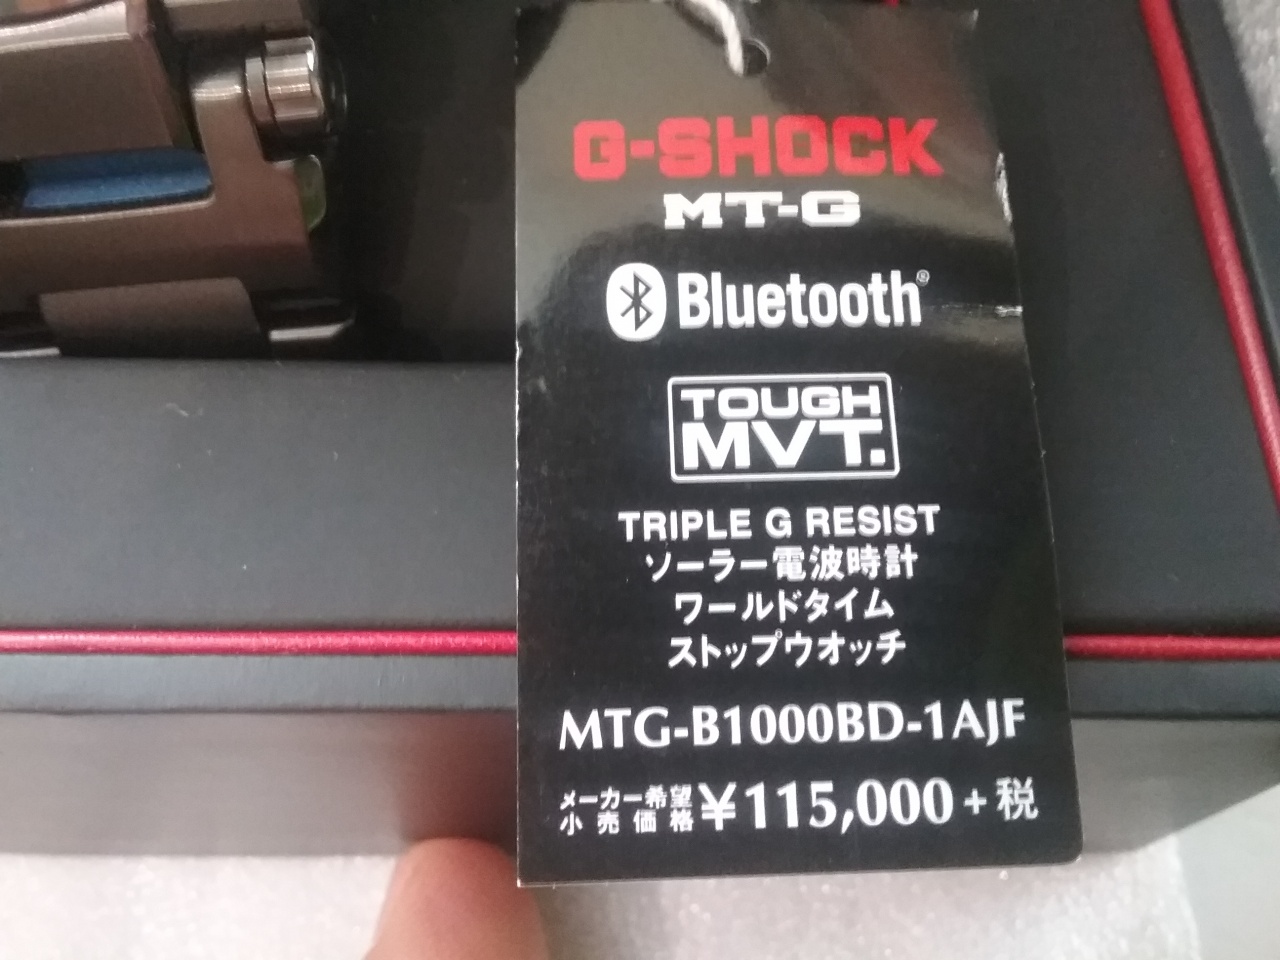 G-SHOCK
MT-G
Bluetooth®
TOUGH
MVT.
TRIPLE G RESIST
ソーラー電波時計
ワールドタイム
ストップウオッチ
MTG-B1000BD-1AJF
メーカー希望
小売価格 ¥115,000+税